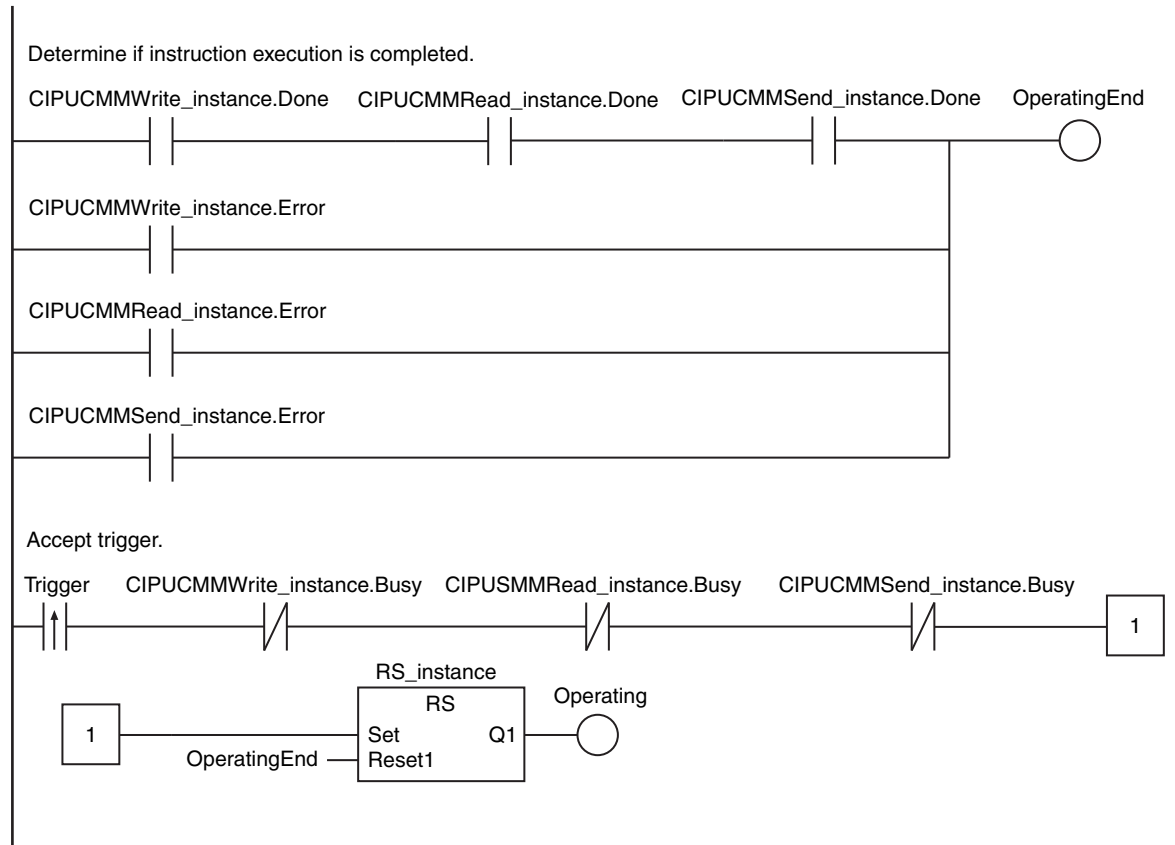 Determine if instruction execution is completed.
CIPUCMMWrite_instance.Done CIPUCMMRead_instance.Done CIPUCMMSend_instance.Done OperatingEnd
CIPUCMMWrite_instance.Error
CIPUCMMRead_instance.Error
CIPUCMMSend_instance.Error
Accept trigger.
Trigger CIPUCMMWrite_instance.Busy CIPUSMMRead_instance.Busy CIPUCMMSend_instance.Busy
1
RS_instance
RS
Operating
1
Set Q1
OperatingEnd Reset1